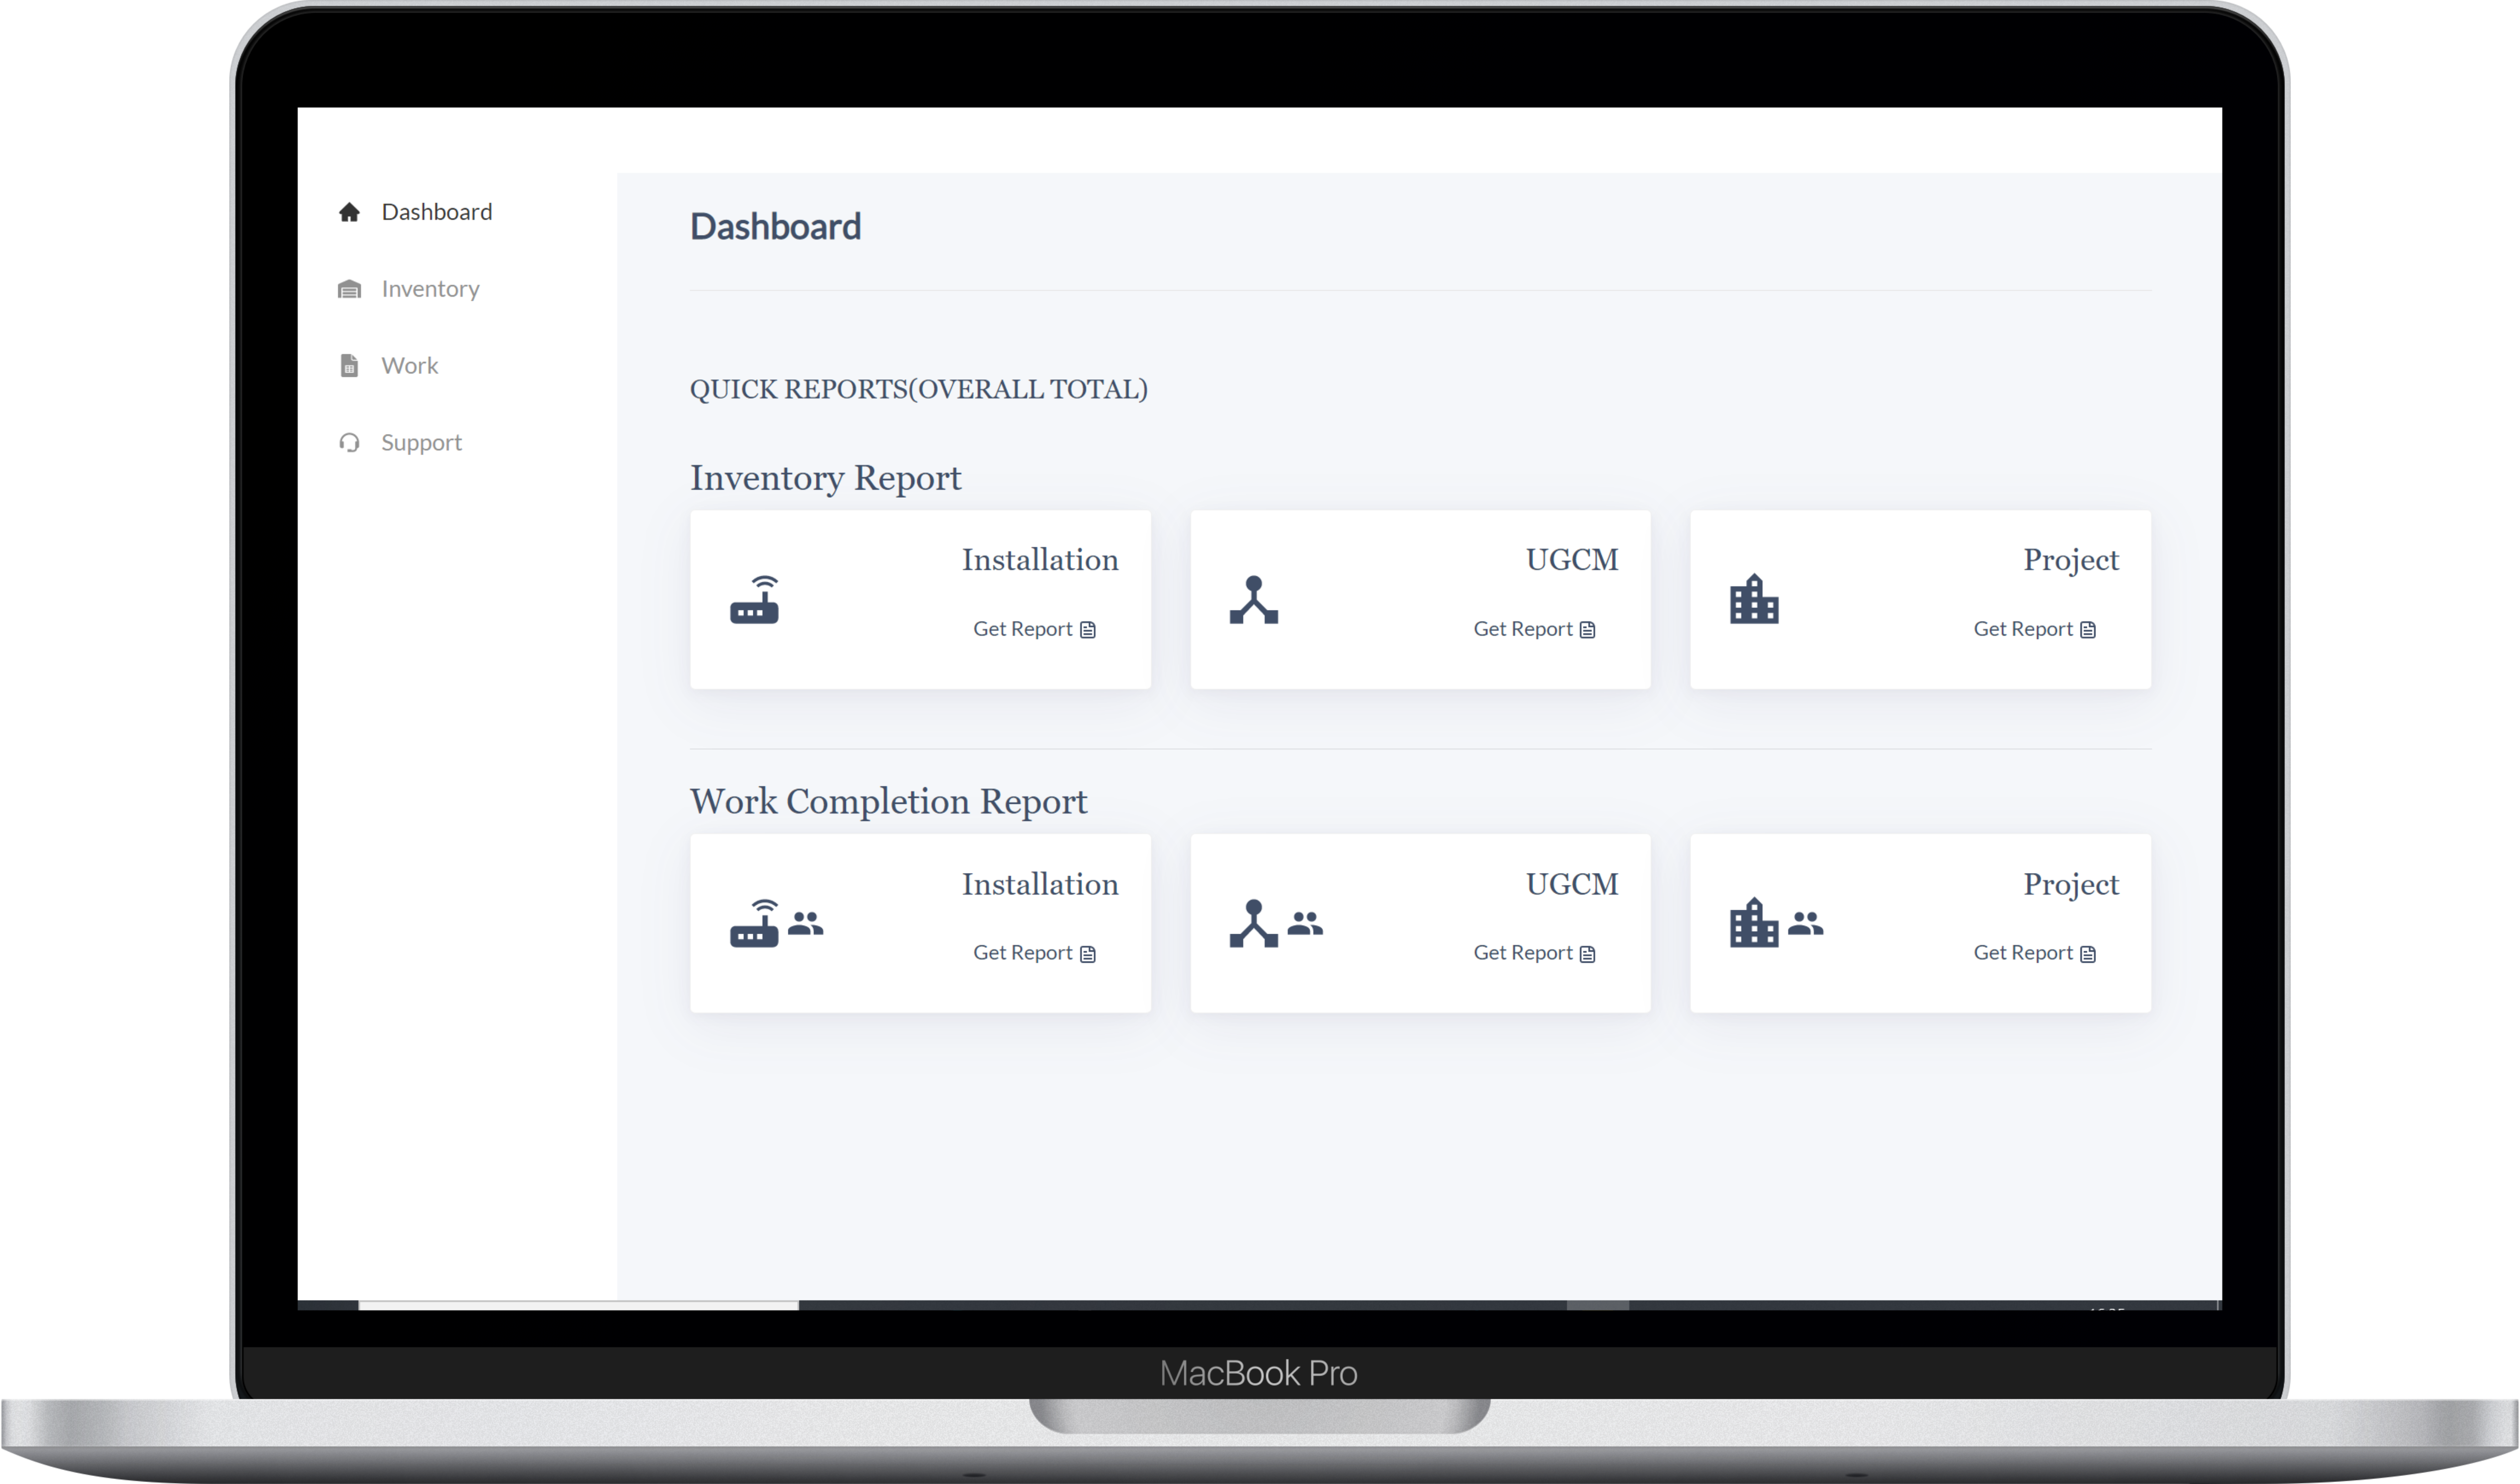 Dashboard
Inventory
Work
Support
Dashboard
QUICK REPORTS(OVERALL TOTAL)
Inventory Report
Installation
Get Report
UGCM
Get Report
Project
Get Report
Work Completion Report
Installation
Get Report
UGCM
Get Report
Project
Get Report
MacBook Pro